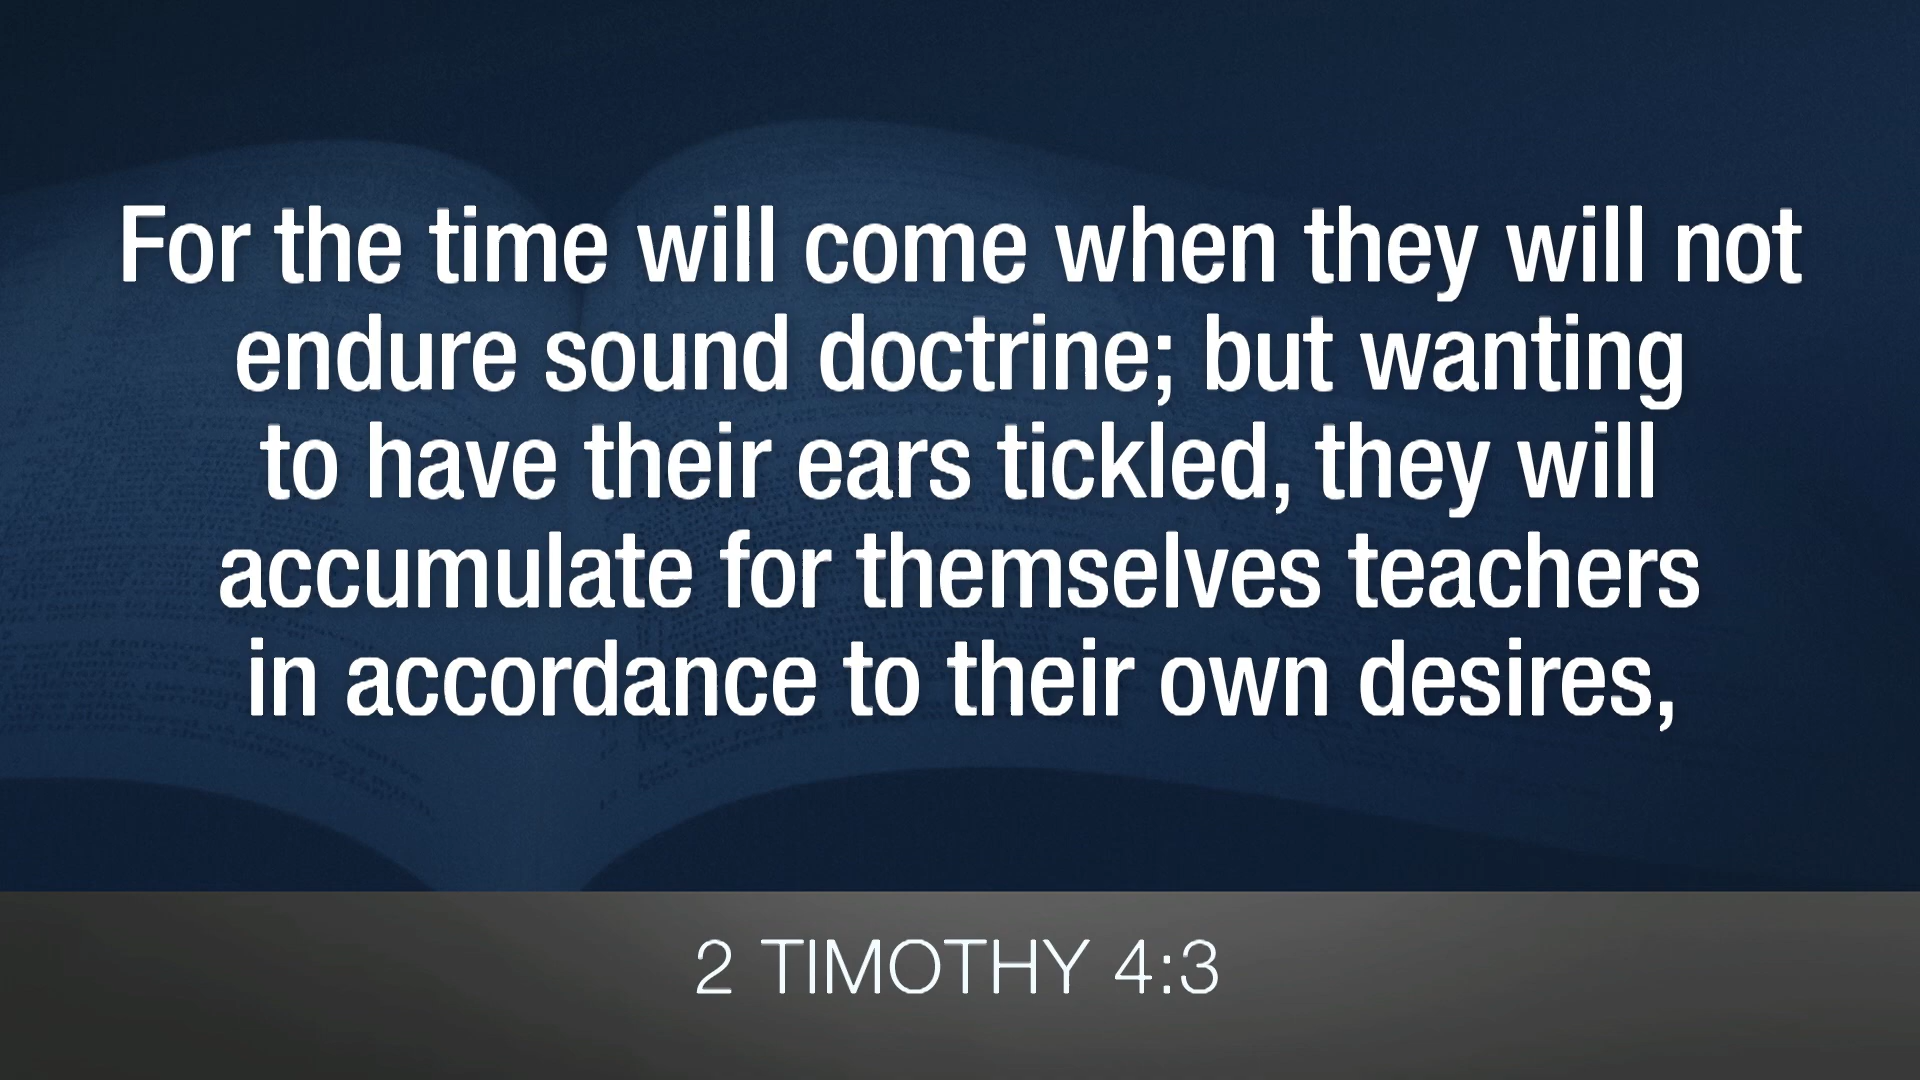 For the time will come when they will not
endure sound doctrine; but wanting
to have their ears tickled, they will
accumulate for themselves teachers
in accordance to their own desires,
2 TIMOTHY 4:3